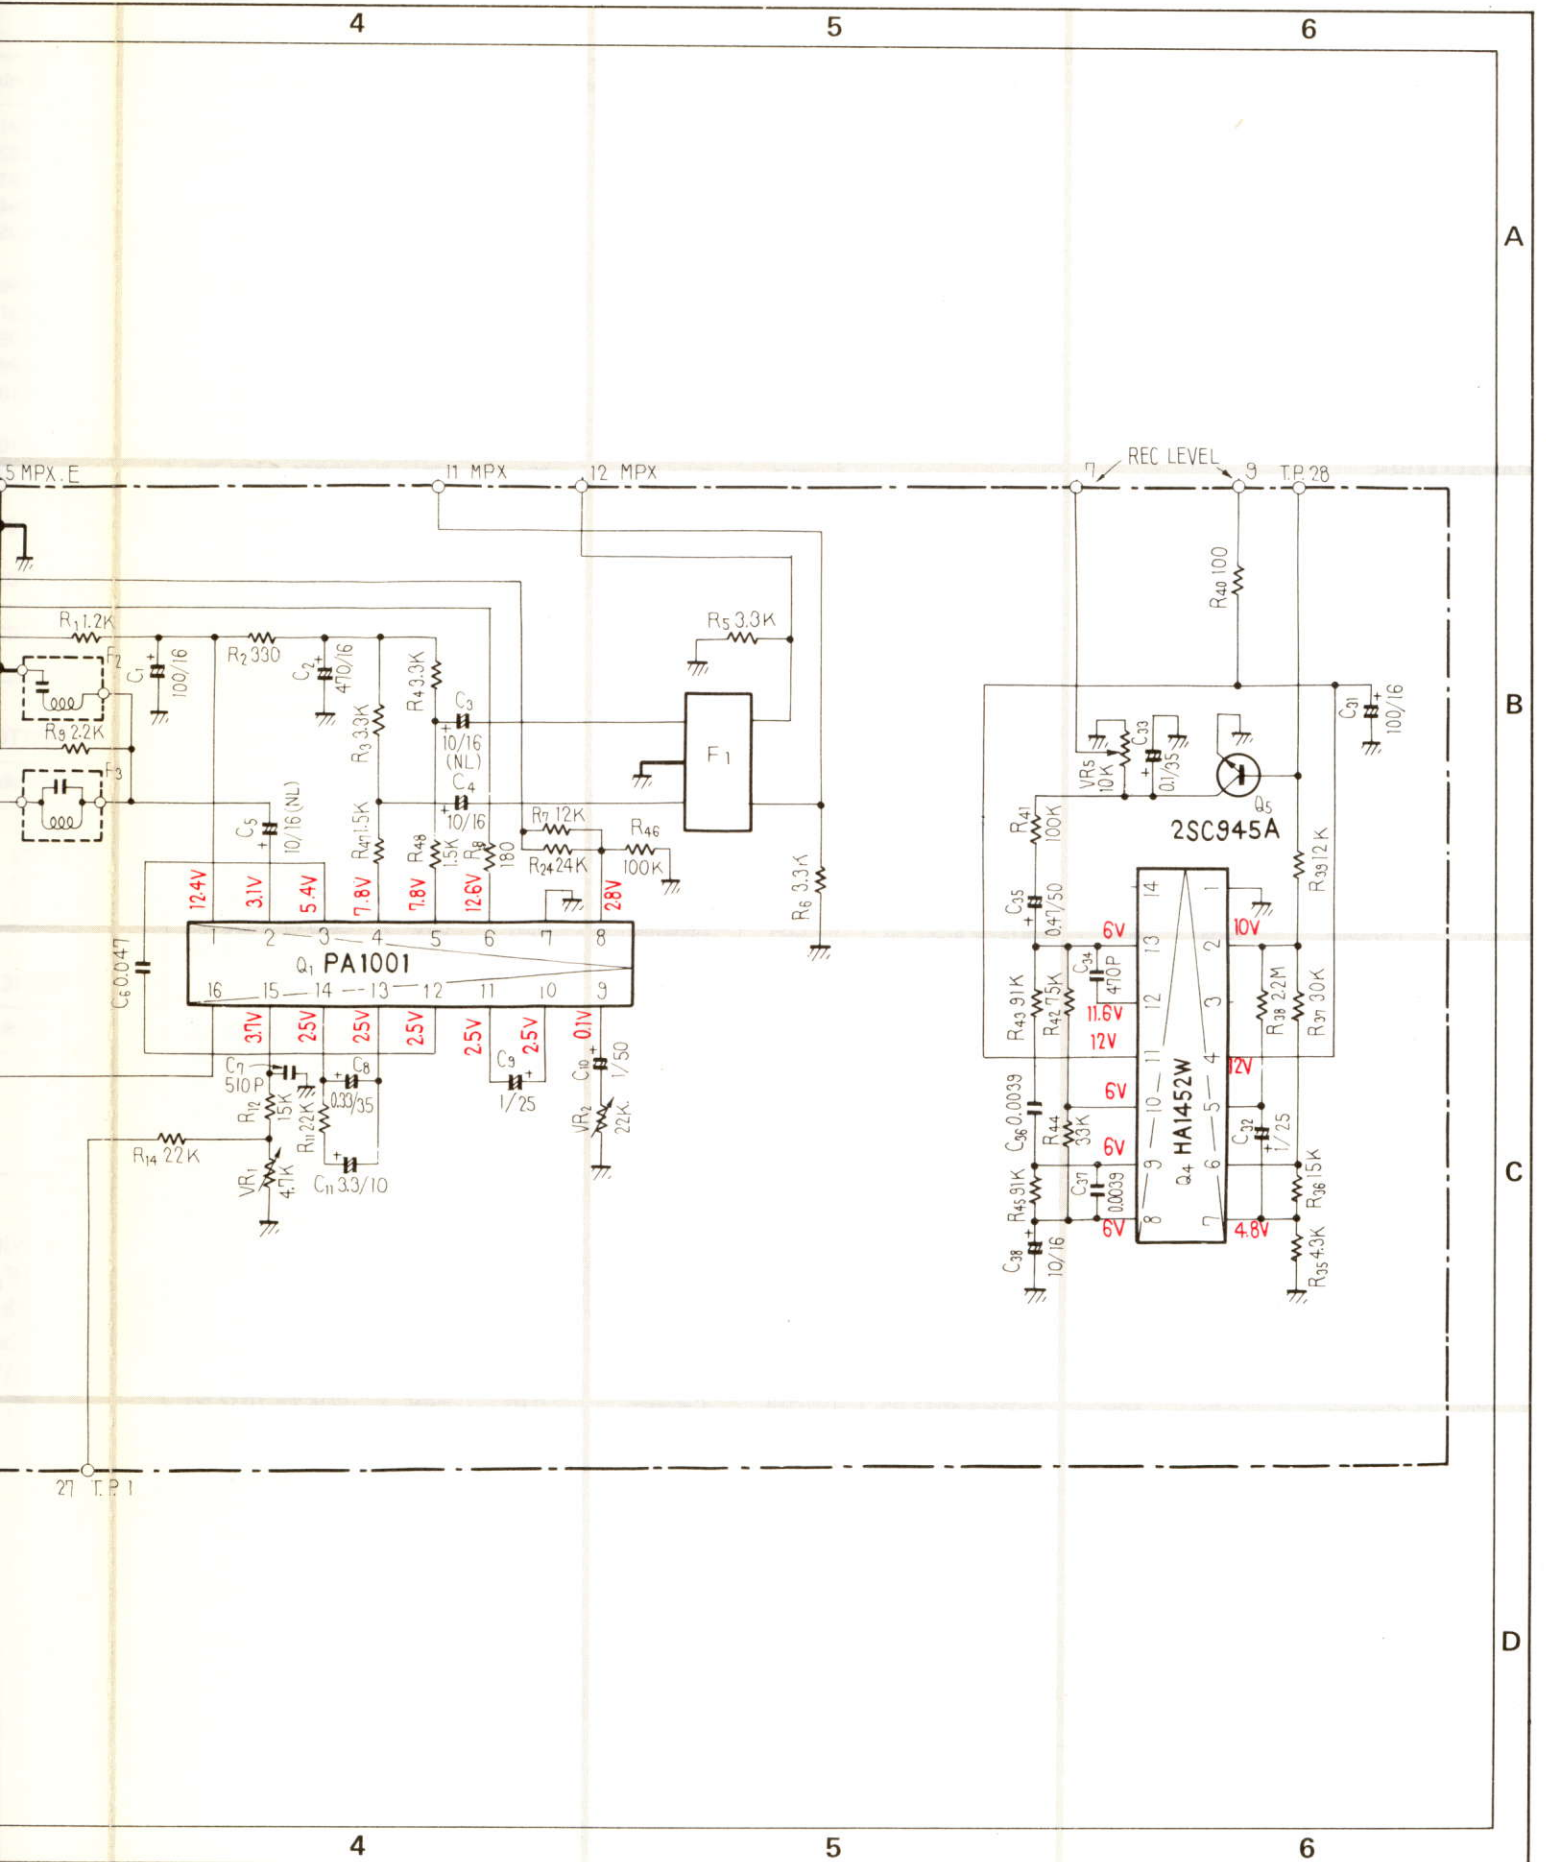 4 5 6
A
5 MPX. E
11 MPX
12 MPX
7
REC LEVEL
9
T.P. 28
R1 1.2K
F2
C1
100/16
R2 330
C2
+
470/16
R4 3.3K
R3 3.3K
C3
+
10/16
(NL)
C4
+
10/16
R5 3.3K
F1
R40 100
C31
+
100/16
B
R9 2.2K
F3
C5
+
10/16 (NL)
R47 1.5K
R48
1.5K
R8
180
R7 12K
R24 24K
R46
100K
R6 3.3K
VR5
10K
C33
+
0.1/35
Q5
2SC945A
R41
100K
R39 12K
C35
+
0.47/50
12.4V
3.1V
5.4V
7.8V
7.8V
12.6V
2.8V
1 2 3 4 5 6 7 8
Q1 PA1001
16 15 14 13 12 11 10 9
C6 0.047
3.7V
2.5V
2.5V
2.5V
2.5V
2.5V
0.1V
C7
510P
R12
15K
R11 2.2K
C8
+
0.33/35
C9
+
1/25
C10
+
1/50
VR2
22K.
R14 22K
VR1
4.7K
C11 3.3/10
+
14 1
13 2
12 3
11 4
10 5
9 6
8 7
Q4 HA1452W
6V
10V
C34
470P
R43 91K
R42 75K
11.6V
12V
R38 2.2M
R37 30K
12V
6V
C36 0.0039
R44
33K
C32
+
1/25
6V
R45 91K
C37
0.0039
R36 15K
6V
4.8V
C38
+
10/16
R35 4.3K
C
27 T.P. 1
D
4 5 6